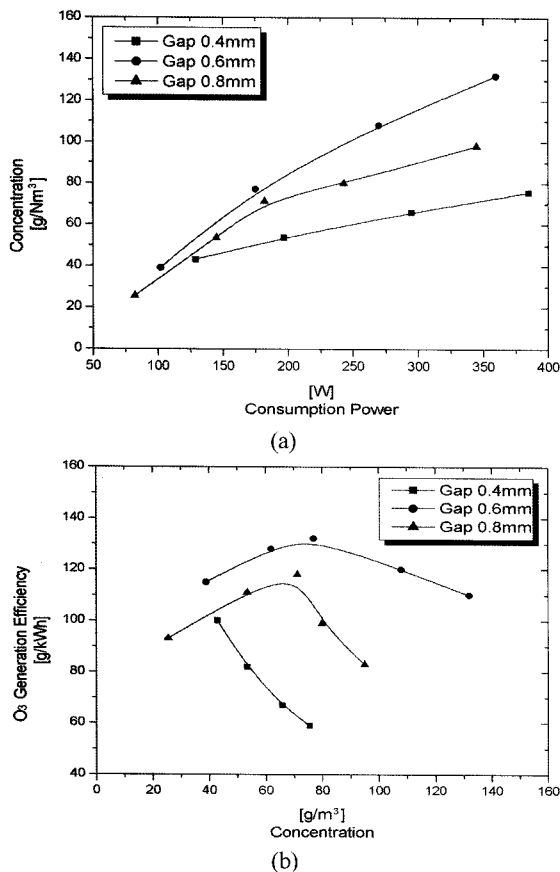 160
140
120
100
80
60
40
20
0
Concentration
[g/Nm³]
Gap 0.4mm
Gap 0.6mm
Gap 0.8mm
50 100 150 200 250 300 350 400
[W]
Consumption Power
(a)
160
140
120
100
80
60
40
O₃ Generation Efficiency
[g/kWh]
Gap 0.4mm
Gap 0.6mm
Gap 0.8mm
0 20 40 60 80 100 120 140 160
[g/m³]
Concentration
(b)